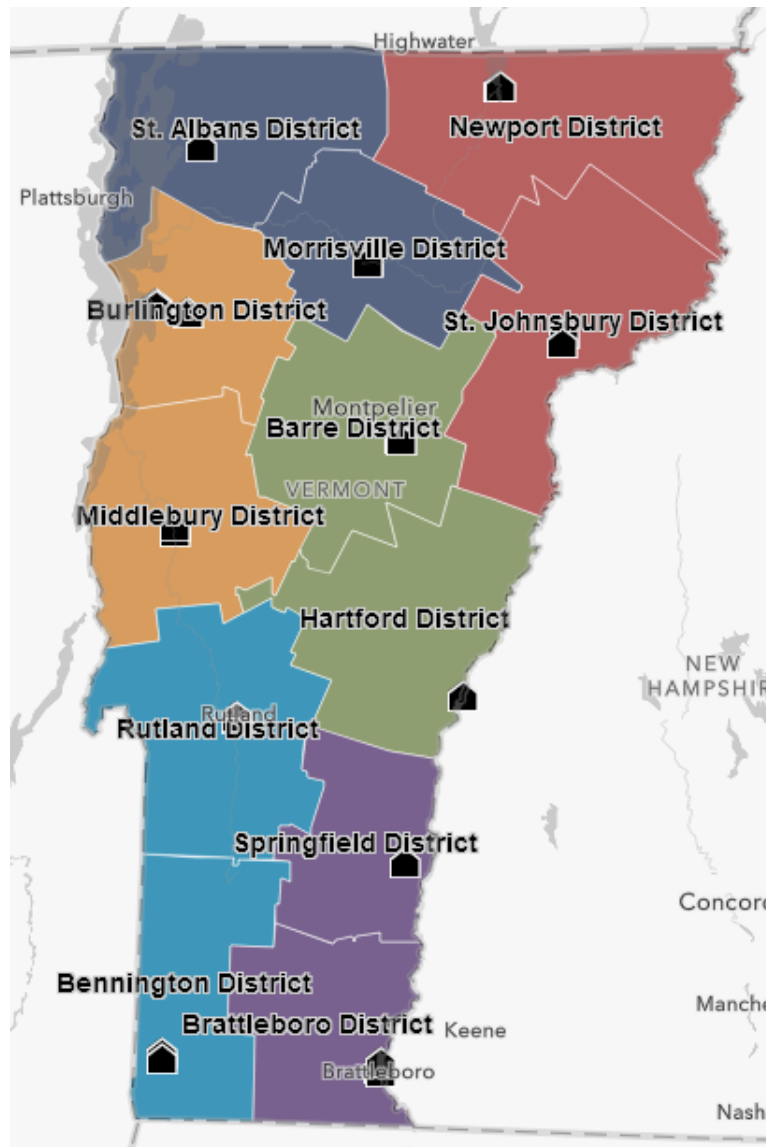 Highwater
St. Albans District
Newport District
Plattsburgh
Morrisville District
Burlington District
St. Johnsbury District
Montpelier
Barre District
VERMONT
Middlebury District
Hartford District
NEW
HAMPSHIR
Rutland
Rutland District
Springfield District
Concord
Bennington District
Manche
Brattleboro District
Keene
Brattleboro
Nash